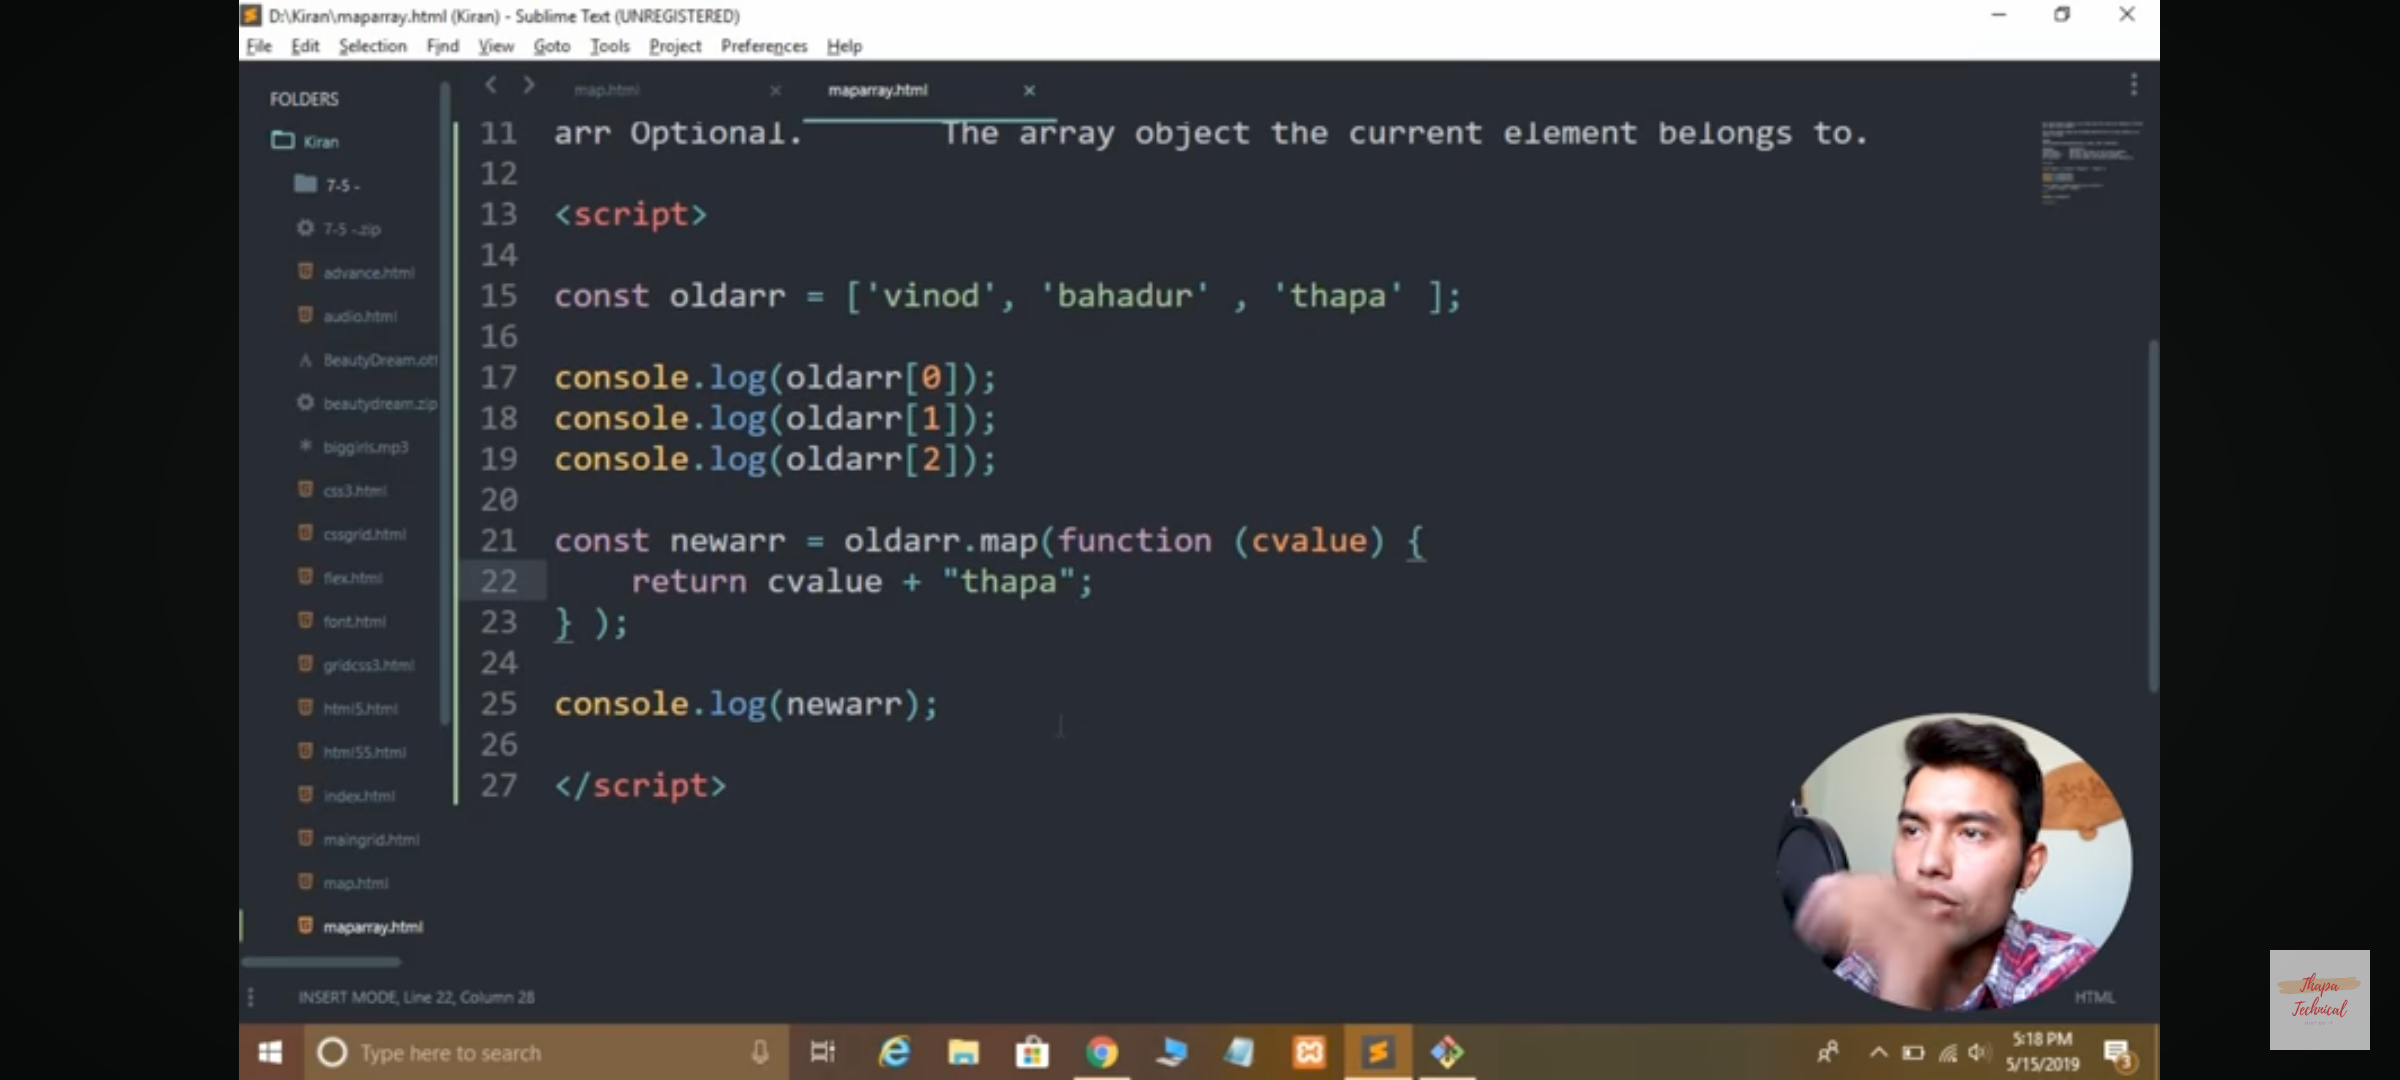 D:\Kiran\maparray.html (Kiran) - Sublime Text (UNREGISTERED)
File Edit Selection Find View Goto Tools Project Preferences Help
FOLDERS
Kiran
7-5 -
7-5 -.zip
advance.html
audio.html
BeautyDream.ott
beautydream.zip
biggirls.mp3
css3.html
cssgrid.html
flex.html
font.html
gridcss3.html
html5.html
html55.html
index.html
maingrid.html
map.html
maparray.html
map.html maparray.html
11 arr Optional. The array object the current element belongs to.
12
13 <script>
14
15 const oldarr = ['vinod', 'bahadur' , 'thapa' ];
16
17 console.log(oldarr[0]);
18 console.log(oldarr[1]);
19 console.log(oldarr[2]);
20
21 const newarr = oldarr.map(function (cvalue) {
22 return cvalue + "thapa";
23 } );
24
25 console.log(newarr);
26
27 </script>
INSERT MODE, Line 22, Column 28
HTML
Type here to search
5:18 PM
5/15/2019
3
Thapa
Technical